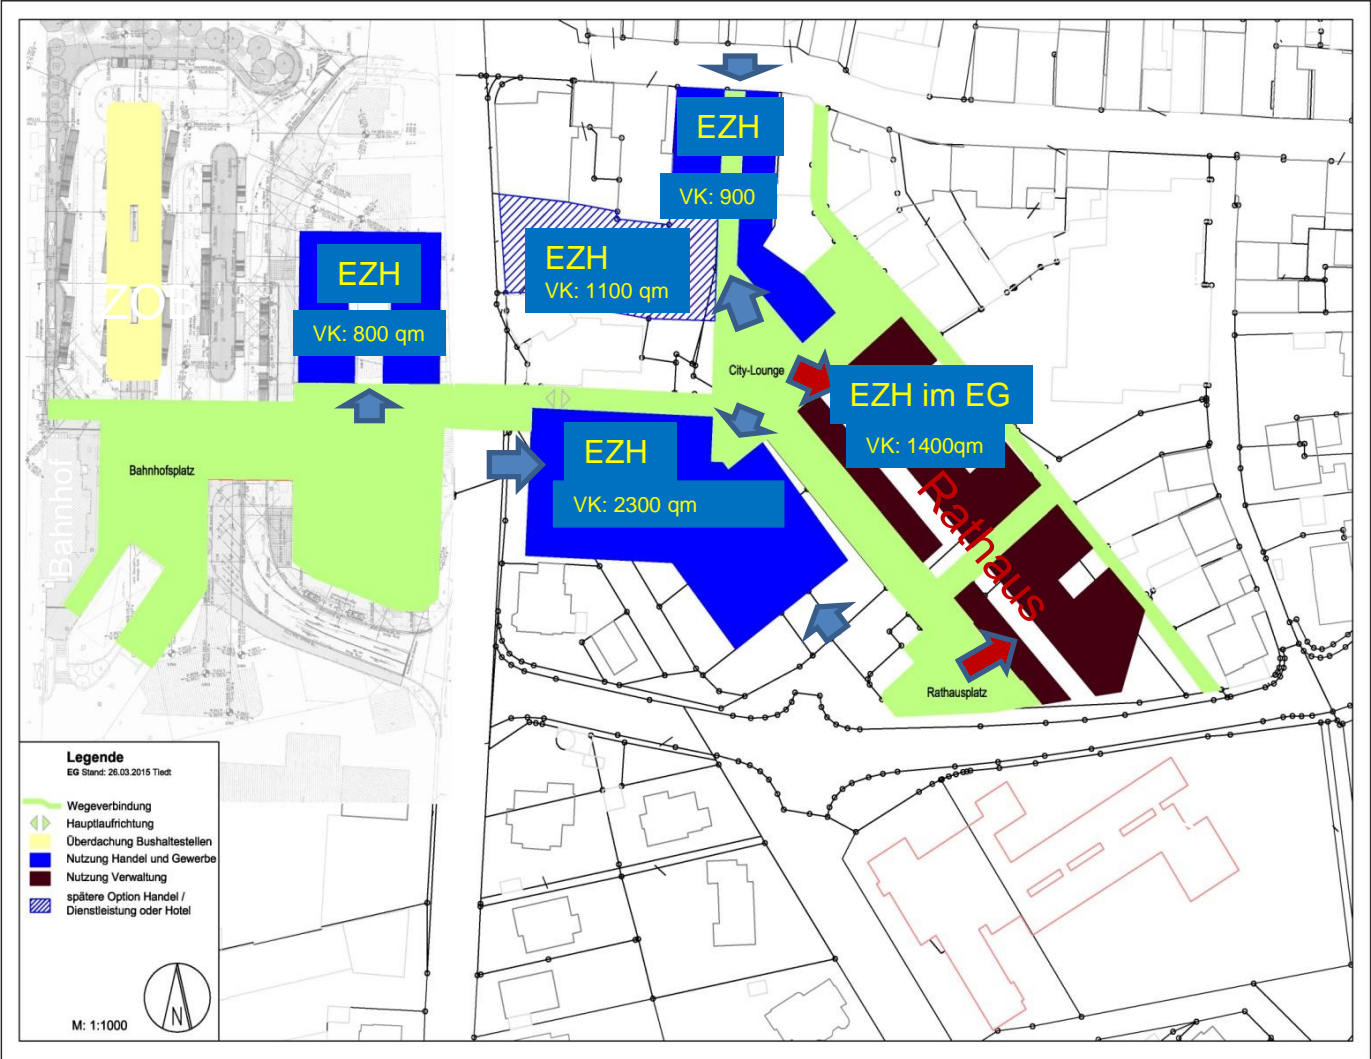 EZH
VK: 900
EZH
VK: 1100 qm
EZH
VK: 800 qm
ZOB
City-Lounge
EZH im EG
VK: 1400qm
EZH
VK: 2300 qm
Bahnhofsplatz
Bahnhof
Rathaus
Rathausplatz
Legende
EG Stand: 26.03.2015 Tiedt
Wegeverbindung
Hauptlaufrichtung
Überdachung Bushaltestellen
Nutzung Handel und Gewerbe
Nutzung Verwaltung
spätere Option Handel /
Dienstleistung oder Hotel
M: 1:1000
N